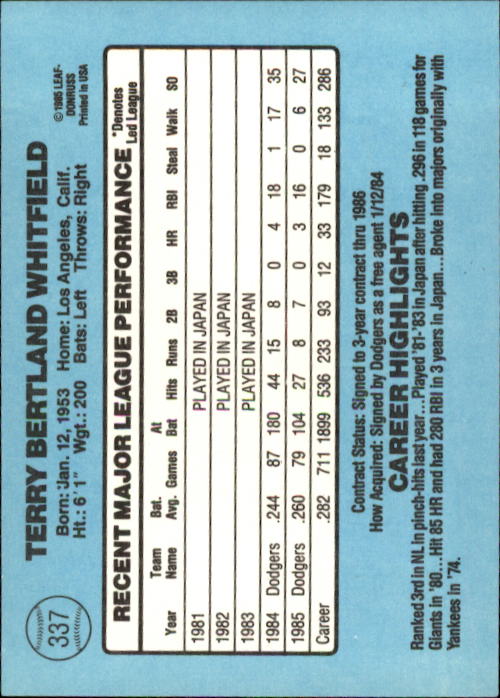 337
TERRY BERTLAND WHITFIELD
Born: Jan. 12, 1953 Home: Los Angeles, Calif.
Ht.: 6'1" Wgt.: 200 Bats: Left Throws: Right
© 1985 LEAF-
DONRUSS
Printed in USA
RECENT MAJOR LEAGUE PERFORMANCE
*Denotes
Led League
Year Team Name Bat. Avg. Games At Bat Hits Runs 2B 3B HR RBI Steal Walk SO
1981 PLAYED IN JAPAN
1982 PLAYED IN JAPAN
1983 PLAYED IN JAPAN
1984 Dodgers .244 87 180 44 15 8 0 4 18 1 17 35
1985 Dodgers .260 79 104 27 8 7 0 3 16 0 6 27
Career .282 711 1899 536 233 93 12 33 179 18 133 286
Contract Status: Signed to 3-year contract thru 1986
How Acquired: Signed by Dodgers as a free agent 1/12/84
CAREER HIGHLIGHTS
Ranked 3rd in NL in pinch-hits last year...Played '81-'83 in Japan after hitting .296 in 118 games for
Giants in '80...Hit 85 HR and had 280 RBI in 3 years in Japan...Broke into majors originally with
Yankees in '74.